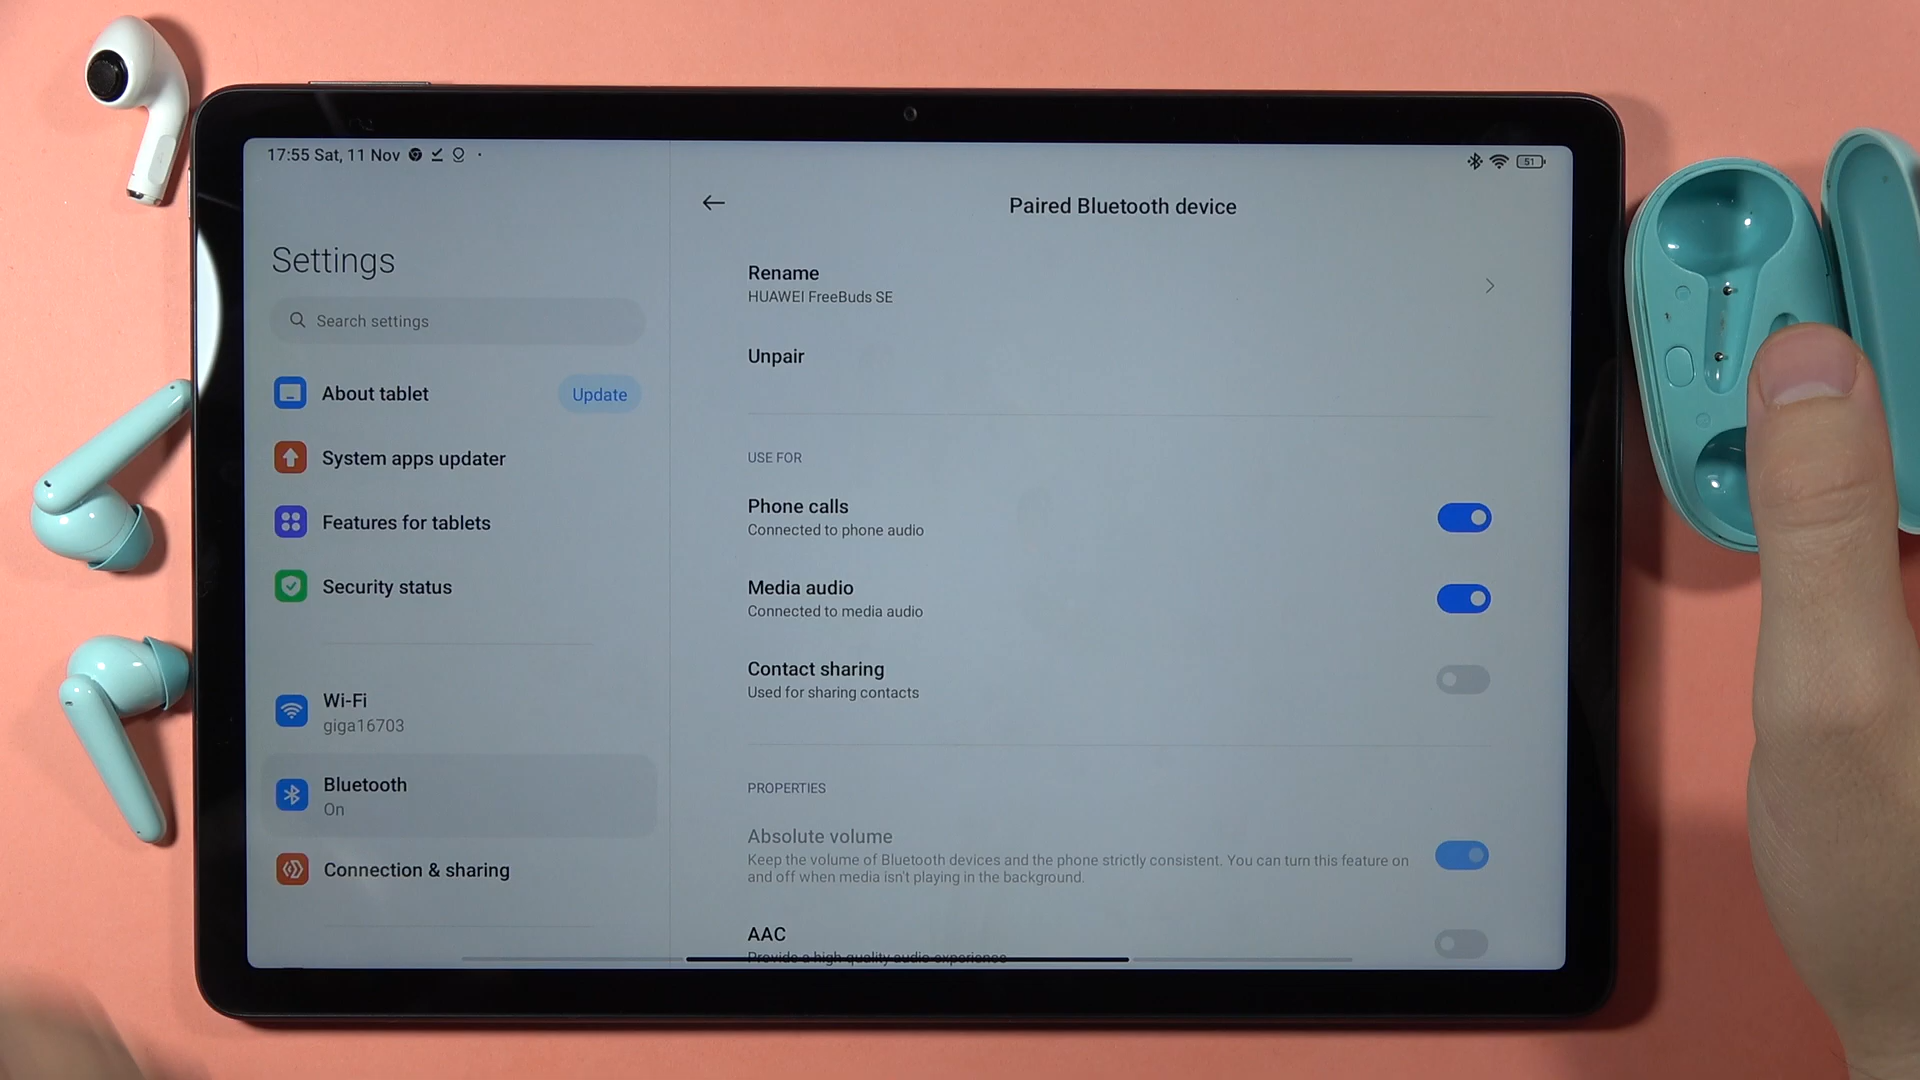 17:55 Sat, 11 Nov
51
Settings
Search settings
About tablet
Update
System apps updater
Features for tablets
Security status
Wi-Fi
giga16703
Bluetooth
On
Connection & sharing
Paired Bluetooth device
Rename
HUAWEI FreeBuds SE
Unpair
USE FOR
Phone calls
Connected to phone audio
Media audio
Connected to media audio
Contact sharing
Used for sharing contacts
PROPERTIES
Absolute volume
Keep the volume of Bluetooth devices and the phone strictly consistent. You can turn this feature on
and off when media isn't playing in the background.
AAC
Provide a high-quality audio experience